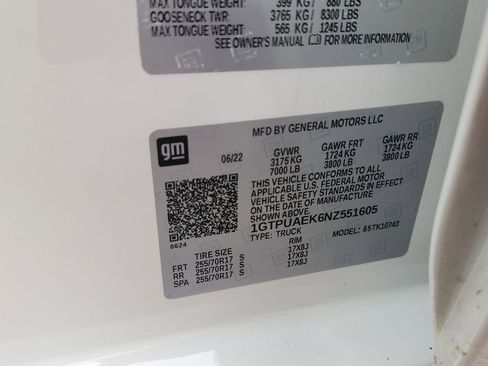 MAX TONGUE WEIGHT: 399 KG/ 880 LBS
GOOSENECK TWR: 3765 KG/ 8300 LBS
MAX TONGUE WEIGHT: 565 KG/ 1245 LBS
SEE OWNER'S MANUAL FOR MORE INFORMATION
gm
MFD BY GENERAL MOTORS LLC
06/22 GVWR GAWR FRT GAWR RR
3175 KG 1724 KG 1724 KG
7000 LB 3800 LB 3800 LB
THIS VEHICLE CONFORMS TO ALL APPLICABLE
U.S. FEDERAL MOTOR
VEHICLE SAFETY STANDARDS IN EFFECT ON
THE DATE OF MANUFACTURE SHOWN ABOVE.
1GTPUAEK6NZ551605
TYPE: TRUCK MODEL: 65TK10743
8624
TIRE SIZE RIM
FRT 255/70R17 S 17X8J
RR 255/70R17 S 17X8J
SPA 255/70R17 S 17X8J